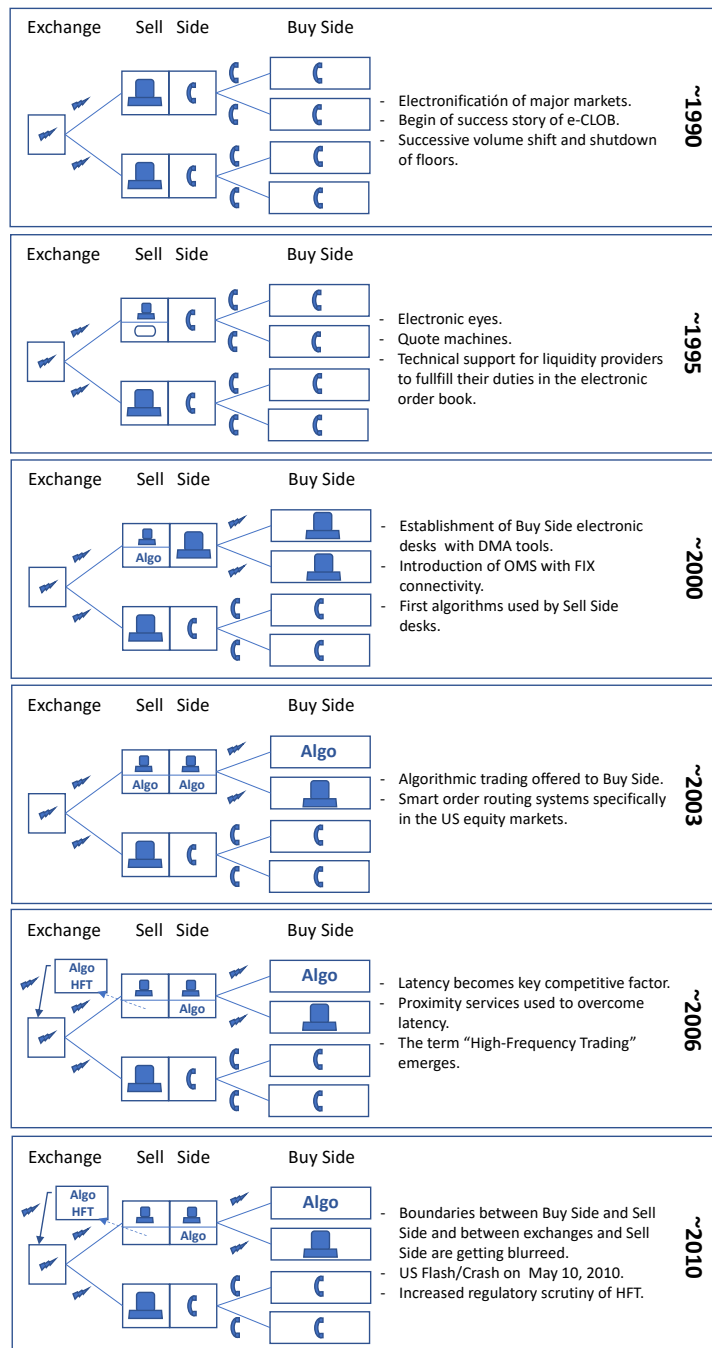 Exchange Sell Side Buy Side
- Electronificatión of major markets.
- Begin of success story of e-CLOB.
- Successive volume shift and shutdown
of floors.
~1990
Exchange Sell Side Buy Side
- Electronic eyes.
- Quote machines.
- Technical support for liquidity providers
to fullfill their duties in the electronic
order book.
~1995
Exchange Sell Side Buy Side
Algo
- Establishment of Buy Side electronic
desks with DMA tools.
- Introduction of OMS with FIX
connectivity.
- First algorithms used by Sell Side
desks.
~2000
Exchange Sell Side Buy Side
Algo
Algo Algo
- Algorithmic trading offered to Buy Side.
- Smart order routing systems specifically
in the US equity markets.
~2003
Exchange Sell Side Buy Side
Algo
HFT
Algo
Algo
- Latency becomes key competitive factor.
- Proximity services used to overcome
latency.
- The term “High-Frequency Trading”
emerges.
~2006
Exchange Sell Side Buy Side
Algo
HFT
Algo
Algo
- Boundaries between Buy Side and Sell
Side and between exchanges and Sell
Side are getting blurreed.
- US Flash/Crash on May 10, 2010.
- Increased regulatory scrutiny of HFT.
~2010